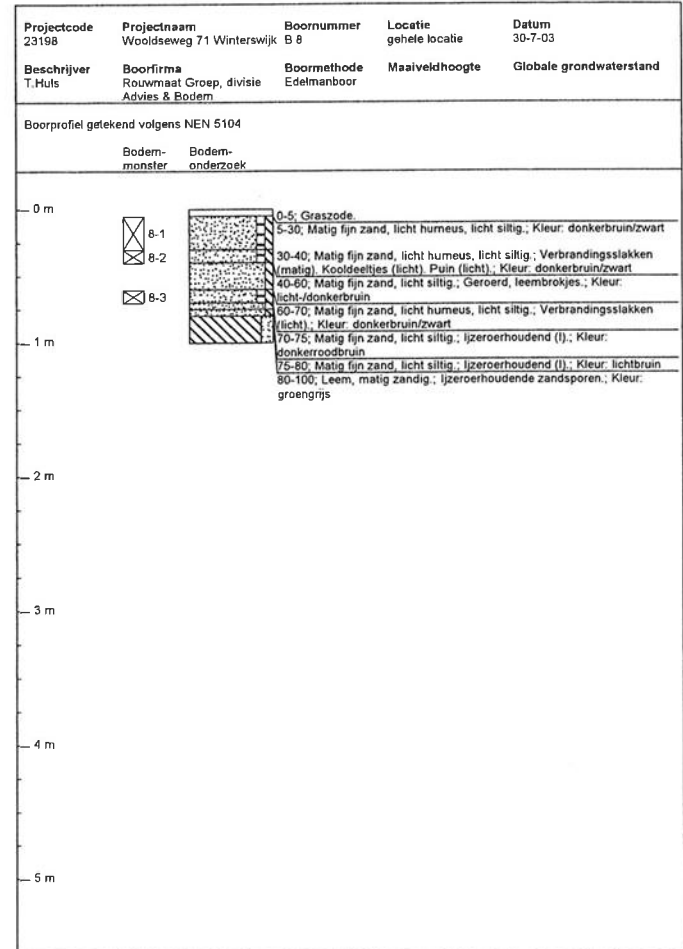 Projectcode Projectnaam Boornummer Locatie Datum
23198 Wooldseweg 71 Winterswijk B 8 gehele locatie 30-7-03
Beschrijver Boorfirma Boormethode Maaiveldhoogte Globale grondwaterstand
T.Huls Rouwmaat Groep, divisie Edelmanboor
Advies & Bodem
Boorprofiel getekend volgens NEN 5104
Bodem- Bodem-
monster onderzoek
0 m
0-5; Graszode.
8-1 5-30; Matig fijn zand, licht humeus, licht siltig.; Kleur: donkerbruin/zwart
8-2 30-40; Matig fijn zand, licht humeus, licht siltig.; Verbrandingsslakken
(matig). Kooldeeltjes (licht). Puin (licht).; Kleur: donkerbruin/zwart
40-60; Matig fijn zand, licht siltig.; Geroerd, leembrokjes.; Kleur:
8-3 licht-/donkerbruin
60-70; Matig fijn zand, licht humeus, licht siltig.; Verbrandingsslakken
(licht).; Kleur: donkerbruin/zwart
1 m 70-75; Matig fijn zand, licht siltig.; Ijzeroerhoudend (l).; Kleur:
donkerroodbruin
75-80; Matig fijn zand, licht siltig.; Ijzeroerhoudend (l).; Kleur: lichtbruin
80-100; Leem, matig zandig.; Ijzeroerhoudende zandsporen.; Kleur:
groengrijs
2 m
3 m
4 m
5 m